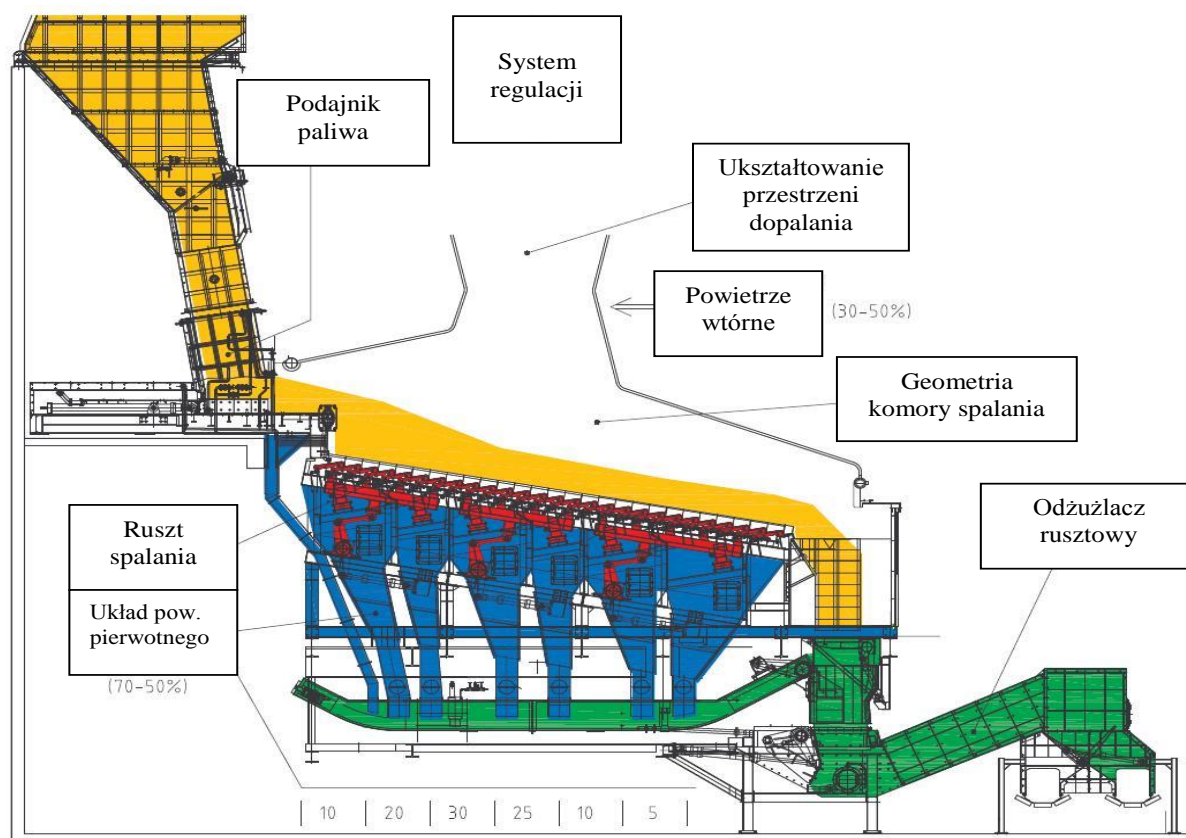 System
regulacji
Podajnik
paliwa
Ukształtowanie
przestrzeni
dopalania
Powietrze
wtórne
(30-50%)
Geometria
komory spalania
Ruszt
spalania
Odżużlacz
rusztowy
Układ pow.
pierwotnego
(70-50%)
10 20 30 25 10 5